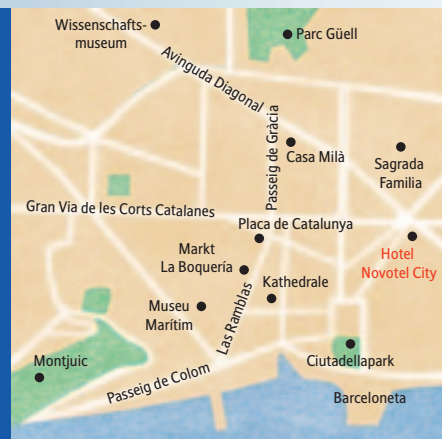 Wissenschafts-
museum
Parc Güell
Avinguda Diagonal
Passeig de Gràcia
Casa Milà
Sagrada
Familia
Gran Via de les Corts Catalanes
Placa de Catalunya
Hotel
Novotel City
Markt
La Boquería
Kathedrale
Museu
Marítim
Las Ramblas
Montjuic
Passeig de Colom
Ciutadellapark
Barceloneta